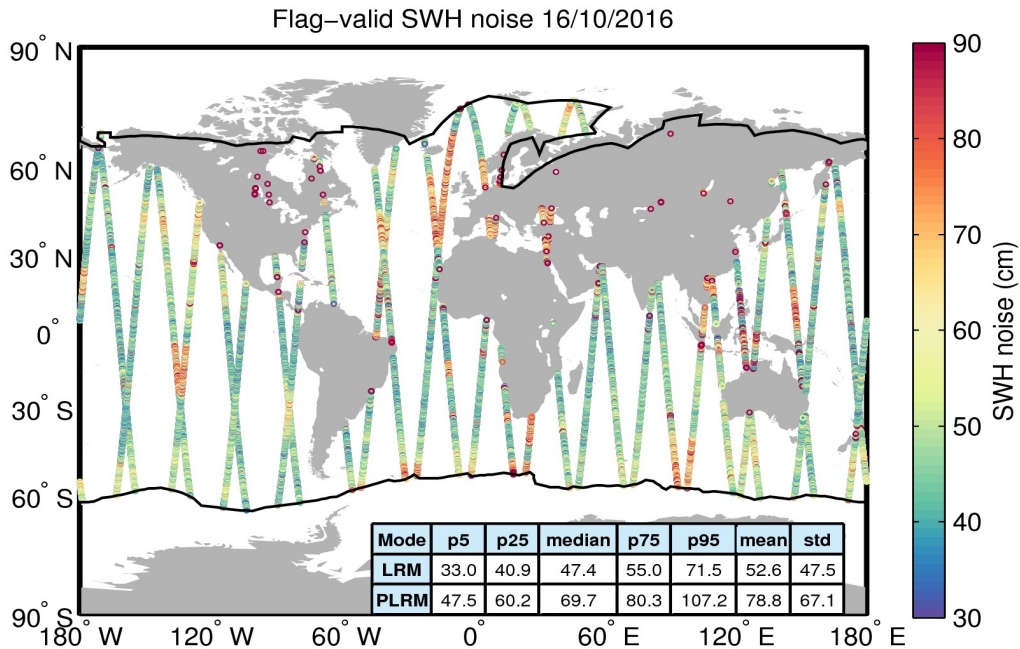 Flag−valid SWH noise 16/10/2016
90° N
60° N
30° N
0°
30° S
60° S
90° S
180° W
120° W
60° W
0°
60° E
120° E
180° E
Mode p5 p25 median p75 p95 mean std
LRM 33.0 40.9 47.4 55.0 71.5 52.6 47.5
PLRM 47.5 60.2 69.7 80.3 107.2 78.8 67.1
90
80
70
60
50
40
30
SWH noise (cm)